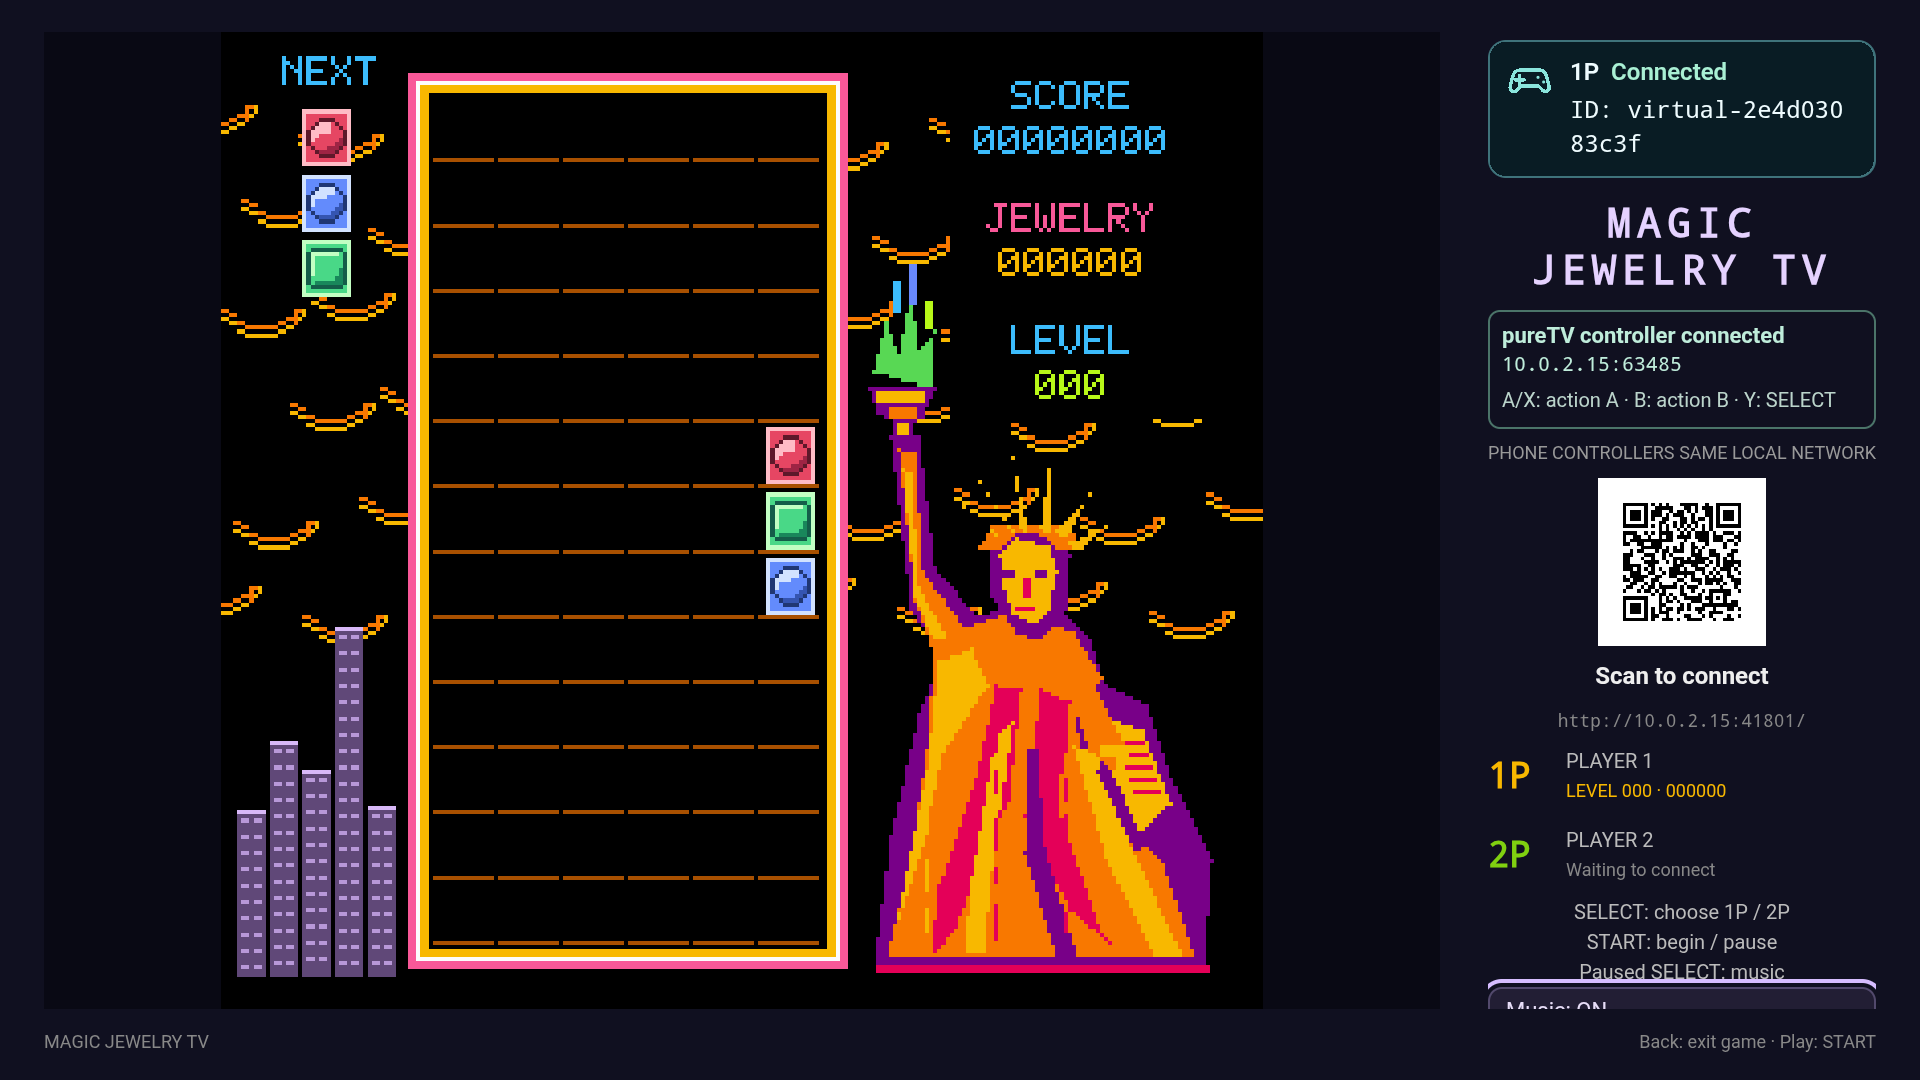 NEXT
SCORE
00000000
JEWELRY
000000
LEVEL
000
1P Connected
ID: virtual-2e4d030
83c3f
MAGIC
JEWELRY TV
pureTV controller connected
10.0.2.15:63485
A/X: action A · B: action B · Y: SELECT
PHONE CONTROLLERS SAME LOCAL NETWORK
Scan to connect
http://10.0.2.15:41801/
1P
PLAYER 1
LEVEL 000 · 000000
2P
PLAYER 2
Waiting to connect
SELECT: choose 1P / 2P
START: begin / pause
Paused SELECT: music
Music: ON
MAGIC JEWELRY TV
Back: exit game · Play: START